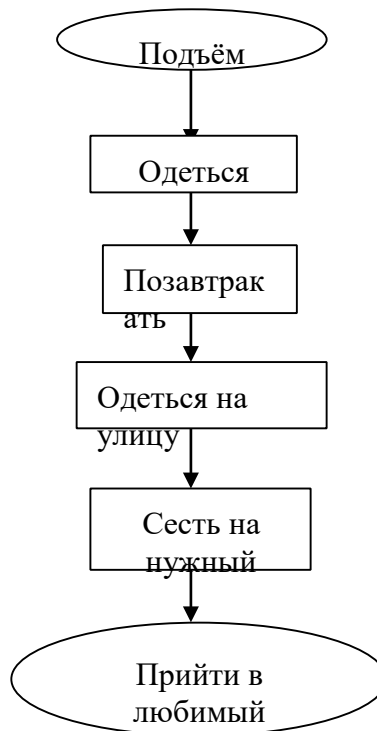 Подъём
Одеться
Позавтрак
ать
Одеться на
улицу
Сесть на
нужный
Прийти в
любимый